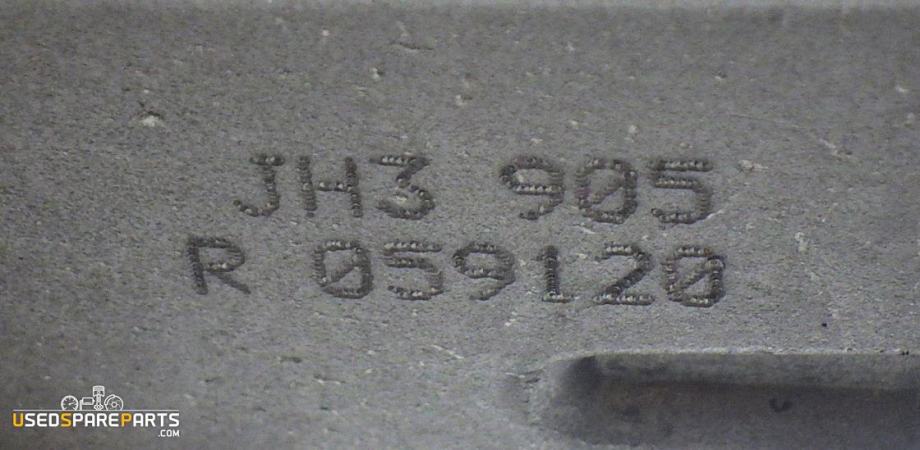 JH3 905
R 059120
USEDSPAREPARTS
.COM